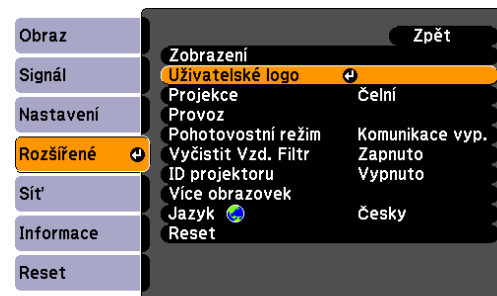 Obraz
Signál
Nastavení
Rozšířené
Síť
Informace
Reset
Zpět
Zobrazení
Uživatelské logo
Projekce Čelní
Provoz
Pohotovostní režim Komunikace vyp.
Vyčistit Vzd. Filtr Zapnuto
ID projektoru Vypnuto
Více obrazovek
Jazyk Česky
Reset